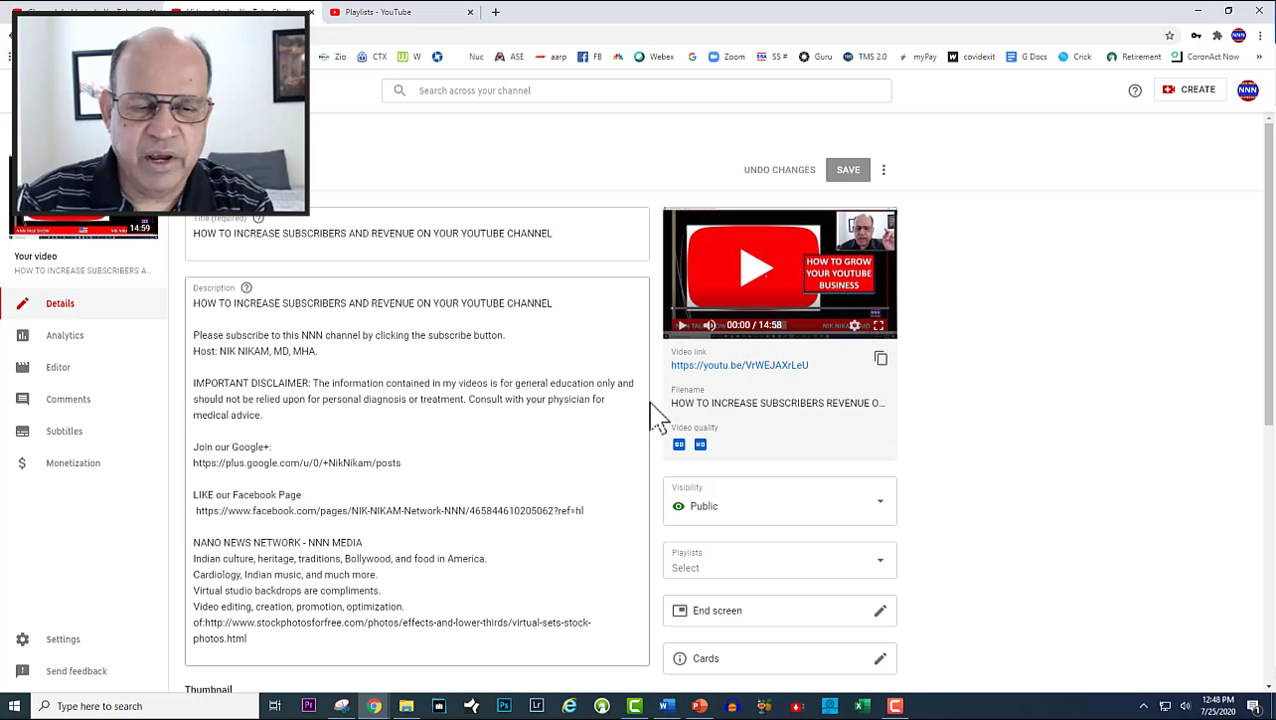 Playlists - YouTube
Zio CTX W Nuc ASE aarp FB Webex Zoom SS # Guru TMS 2.0 myPay covidexit G Docs Crick Retirement CoronAct Now
NNN
Search across your channel
CREATE
NNN
UNDO CHANGES SAVE
14:59
Your video
HOW TO INCREASE SUBSCRIBERS A...
Details
Analytics
Editor
Comments
Subtitles
Monetization
Settings
Send feedback
Title (required)
HOW TO INCREASE SUBSCRIBERS AND REVENUE ON YOUR YOUTUBE CHANNEL
Description
HOW TO INCREASE SUBSCRIBERS AND REVENUE ON YOUR YOUTUBE CHANNEL
Please subscribe to this NNN channel by clicking the subscribe button.
Host: NIK NIKAM, MD, MHA.
IMPORTANT DISCLAIMER: The information contained in my videos is for general education only and
should not be relied upon for personal diagnosis or treatment. Consult with your physician for
medical advice.
Join our Google+:
https://plus.google.com/u/0/+NikNikam/posts
LIKE our Facebook Page
https://www.facebook.com/pages/NIK-NIKAM-Network-NNN/465844610205062?ref=hl
NANO NEWS NETWORK - NNN MEDIA
Indian culture, heritage, traditions, Bollywood, and food in America.
Cardiology, Indian music, and much more.
Virtual studio backdrops are compliments.
Video editing, creation, promotion, optimization.
of:http://www.stockphotosforfree.com/photos/effects-and-lower-thirds/virtual-sets-stock-
photos.html
Thumbnail
HOW TO GROW
YOUR YOUTUBE
BUSINESS
00:00 / 14:58
Video link
https://youtu.be/VrWEJAXrLeU
Filename
HOW TO INCREASE SUBSCRIBERS REVENUE O...
Video quality
SD HD
Visibility
Public
Playlists
Select
End screen
Cards
Type here to search
12:48 PM
7/25/2020